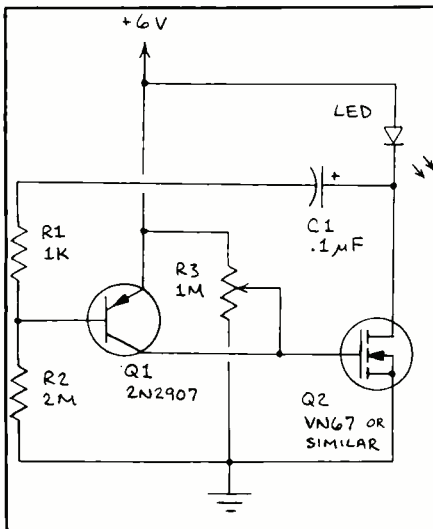 +6V
LED
+
C1
.1µF
R1
1K
R3
1M
R2
2M
Q1
2N2907
Q2
VN67 OR
SIMILAR